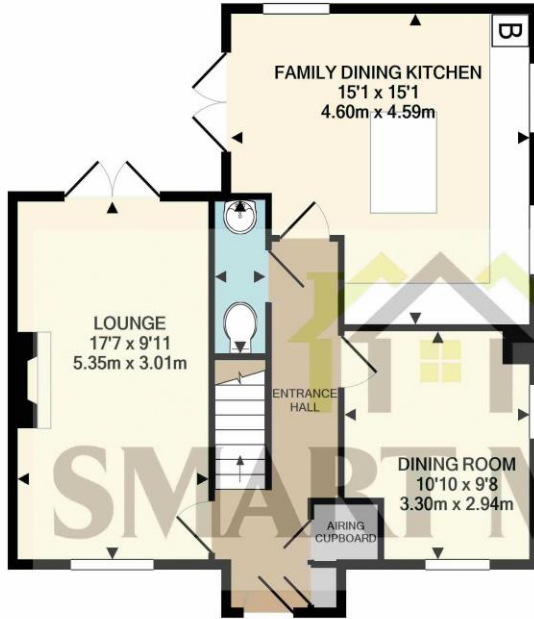 B
FAMILY DINING KITCHEN
15'1 x 15'1
4.60m x 4.59m
LOUNGE
17'7 x 9'11
5.35m x 3.01m
ENTRANCE
HALL
DINING ROOM
10'10 x 9'8
3.30m x 2.94m
AIRING
CUPBOARD
SMART M